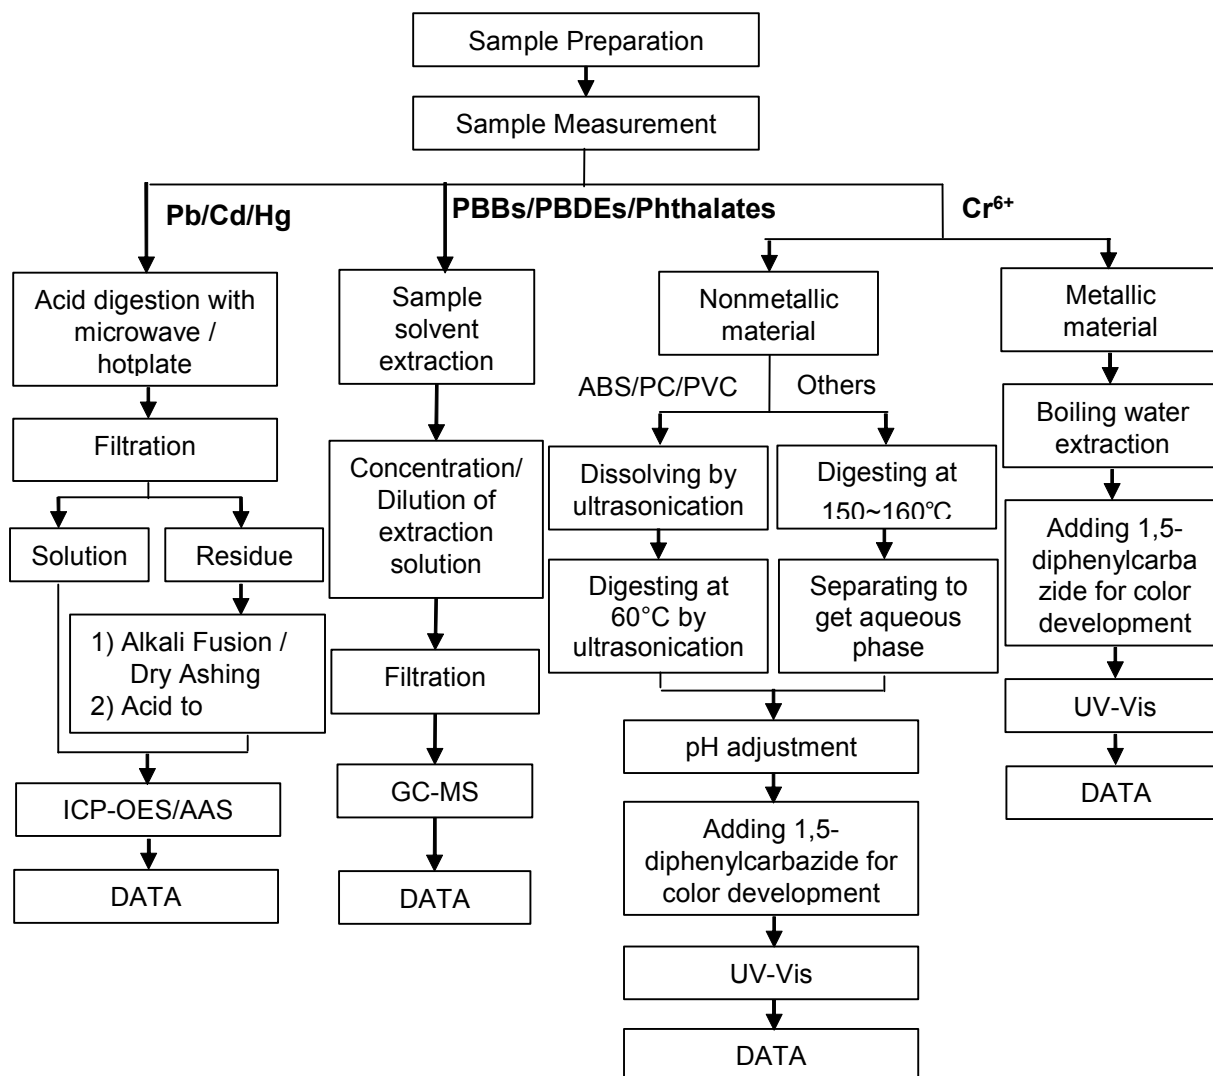 Sample Preparation
Sample Measurement
Pb/Cd/Hg
PBBs/PBDEs/Phthalates
Cr⁶⁺
Acid digestion with
microwave /
hotplate
Filtration
Solution
Residue
1) Alkali Fusion /
Dry Ashing
2) Acid to
ICP-OES/AAS
DATA
Sample
solvent
extraction
Concentration/
Dilution of
extraction
solution
Filtration
GC-MS
DATA
Nonmetallic
material
ABS/PC/PVC
Others
Dissolving by
ultrasonication
Digesting at
60°C by
ultrasonication
Digesting at
150~160℃
Separating to
get aqueous
phase
pH adjustment
Adding 1,5-
diphenylcarbazide for
color development
UV-Vis
DATA
Metallic
material
Boiling water
extraction
Adding 1,5-
diphenylcarba
zide for color
development
UV-Vis
DATA